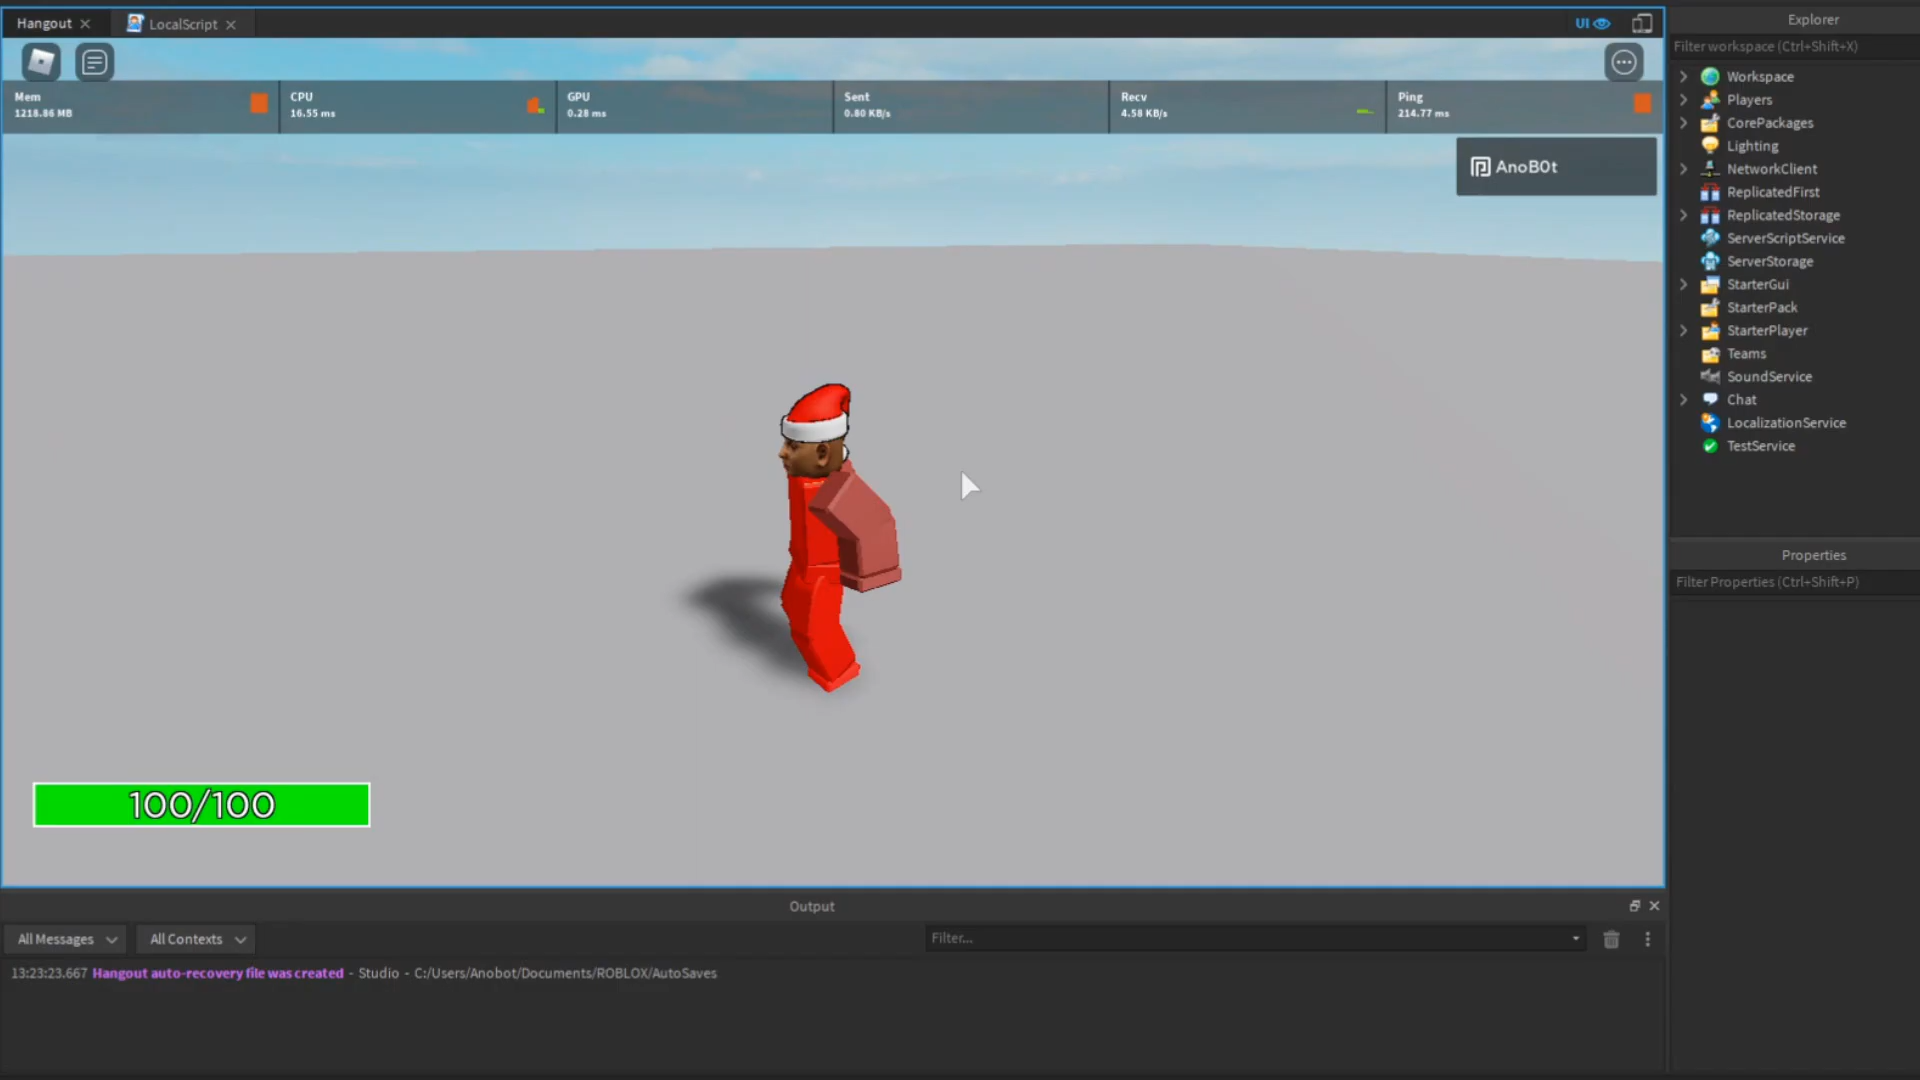 Hangout
LocalScript
UI
Mem
1218.86 MB
CPU
16.55 ms
GPU
0.28 ms
Sent
0.80 KB/s
Recv
4.58 KB/s
Ping
214.77 ms
AnoB0t
100/100
Explorer
Filter workspace (Ctrl+Shift+X)
Workspace
Players
CorePackages
Lighting
NetworkClient
ReplicatedFirst
ReplicatedStorage
ServerScriptService
ServerStorage
StarterGui
StarterPack
StarterPlayer
Teams
SoundService
Chat
LocalizationService
TestService
Properties
Filter Properties (Ctrl+Shift+P)
Output
All Messages
All Contexts
Filter...
13:23:23.667 Hangout auto-recovery file was created - Studio - C:/Users/Anobot/Documents/ROBLOX/AutoSaves